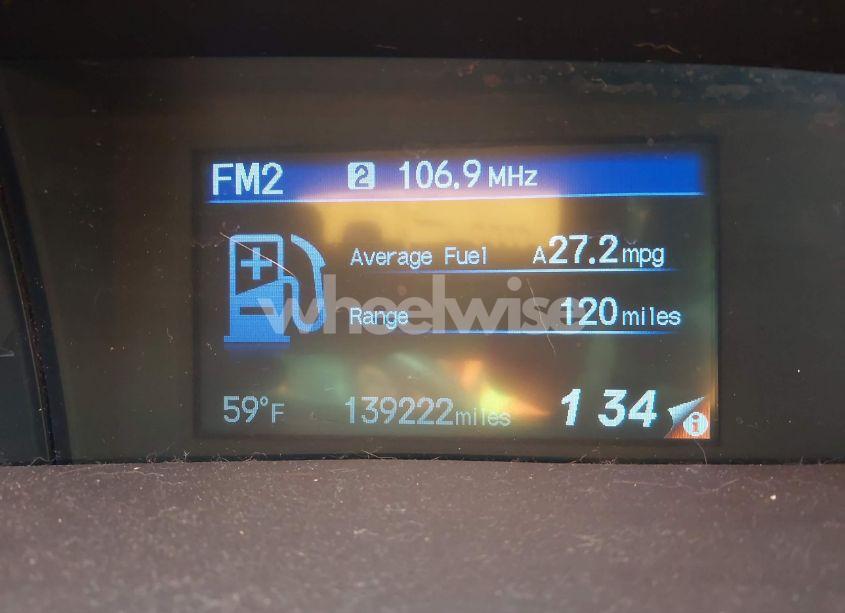 FM2 2 106.9 MHz
Average Fuel A27.2 mpg
wheelwise
Range 120 miles
59°F 139222 miles 1 34 i